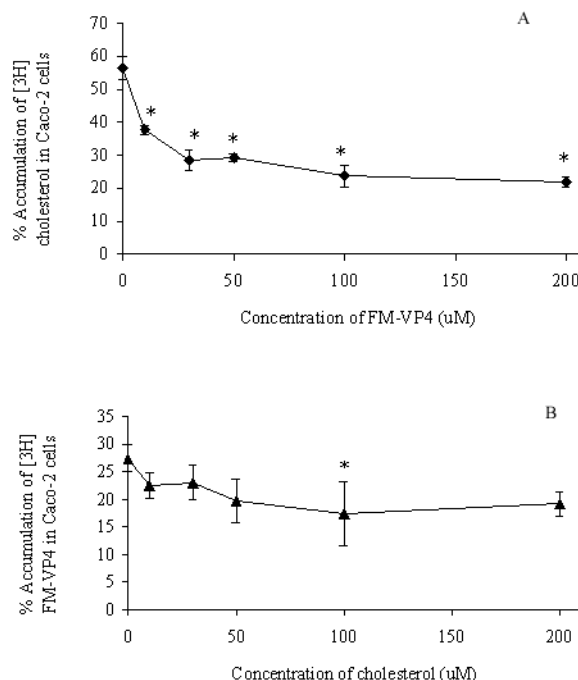 A
% Accumulation of [3H]
cholesterol in Caco-2 cells
70
60
50
40
30
20
10
0
* * * * *
0 50 100 150 200
Concentration of FM-VP4 (uM)
B
% Accumulation of [3H]
FM-VP4 in Caco-2 cells
35
30
25
20
15
10
5
0
*
0 50 100 150 200
Concentration of cholesterol (uM)